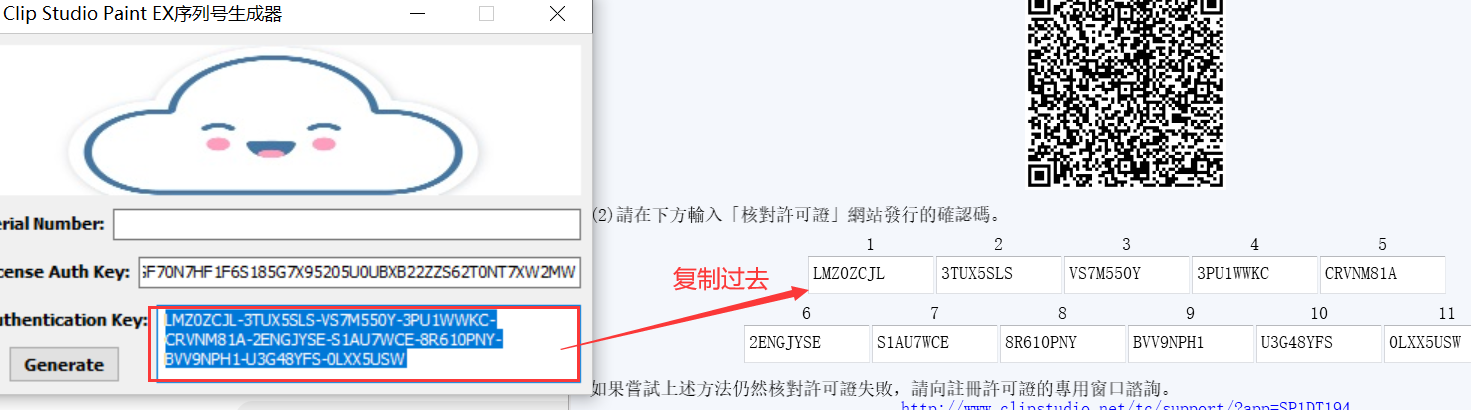 Clip Studio Paint EX序列号生成器
erial Number:
cense Auth Key: GF70N7HF1F6S185G7X95205U0UBXB22ZZS62T0NT7XW2MW
uthentication Key:
LMZ0ZCJL-3TUX5SLS-VS7M550Y-3PU1WWKC-
CRVNM81A-2ENGJYSE-S1AU7WCE-8R610PNY-
BVV9NPH1-U3G48YFS-0LXX5USW
Generate
复制过去
(2)請在下方輸入「核對許可證」網站發行的確認碼。
1 2 3 4 5
LMZ0ZCJL 3TUX5SLS VS7M550Y 3PU1WWKC CRVNM81A
6 7 8 9 10 11
2ENGJYSE S1AU7WCE 8R610PNY BVV9NPH1 U3G48YFS 0LXX5USW
如果嘗試上述方法仍然核對許可證失敗，請向註冊許可證的專用窗口諮詢。
http://www.clipstudio.net/tc/support/?app=SP1DT194